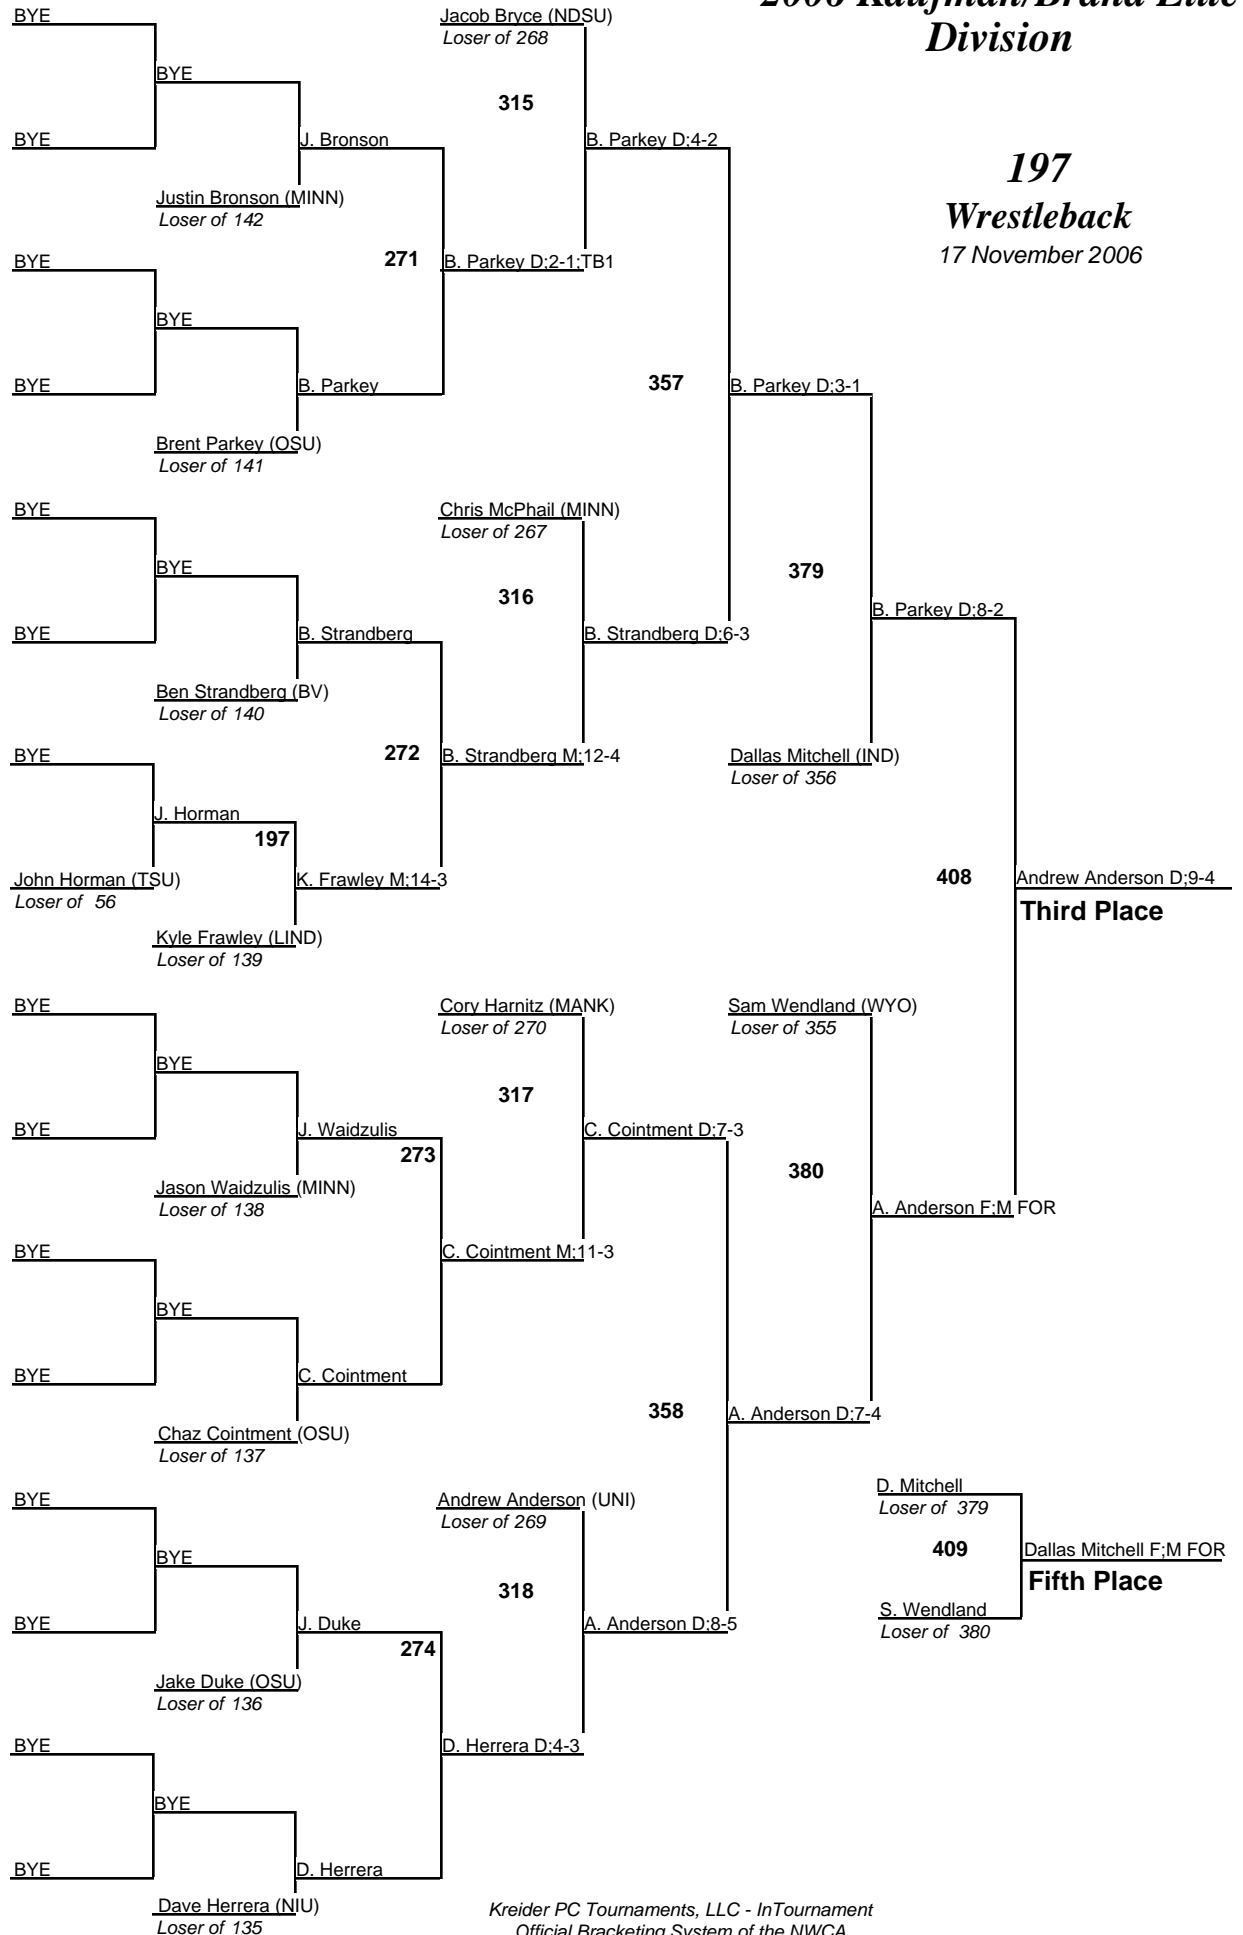 2006 Kaufman/Brand Elite
Division
197
Wrestleback
17 November 2006
BYE
BYE
BYE
J. Bronson
Justin Bronson (MINN)
Loser of 142
271
BYE
BYE
BYE
B. Parkey
Brent Parkey (OSU)
Loser of 141
Jacob Bryce (NDSU)
Loser of 268
315
B. Parkey D;4-2
B. Parkey D;2-1;TB1
357
B. Parkey D;3-1
BYE
BYE
BYE
B. Strandberg
Ben Strandberg (BV)
Loser of 140
272
BYE
J. Horman
197
John Horman (TSU)
Loser of 56
K. Frawley M;14-3
Kyle Frawley (LIND)
Loser of 139
Chris McPhail (MINN)
Loser of 267
316
B. Strandberg D;6-3
B. Strandberg M;12-4
379
B. Parkey D;8-2
Dallas Mitchell (IND)
Loser of 356
408
Andrew Anderson D;9-4
Third Place
BYE
BYE
BYE
J. Waidzulis
273
Jason Waidzulis (MINN)
Loser of 138
BYE
BYE
BYE
C. Cointment
Chaz Cointment (OSU)
Loser of 137
Cory Harnitz (MANK)
Loser of 270
317
C. Cointment D;7-3
C. Cointment M;11-3
Sam Wendland (WYO)
Loser of 355
380
A. Anderson F;M FOR
358
A. Anderson D;7-4
BYE
BYE
BYE
J. Duke
274
Jake Duke (OSU)
Loser of 136
BYE
BYE
BYE
D. Herrera
Dave Herrera (NIU)
Loser of 135
Andrew Anderson (UNI)
Loser of 269
318
A. Anderson D;8-5
D. Herrera D;4-3
D. Mitchell
Loser of 379
409
Dallas Mitchell F;M FOR
Fifth Place
S. Wendland
Loser of 380
Kreider PC Tournaments, LLC - InTournament
Official Bracketing System of the NWCA